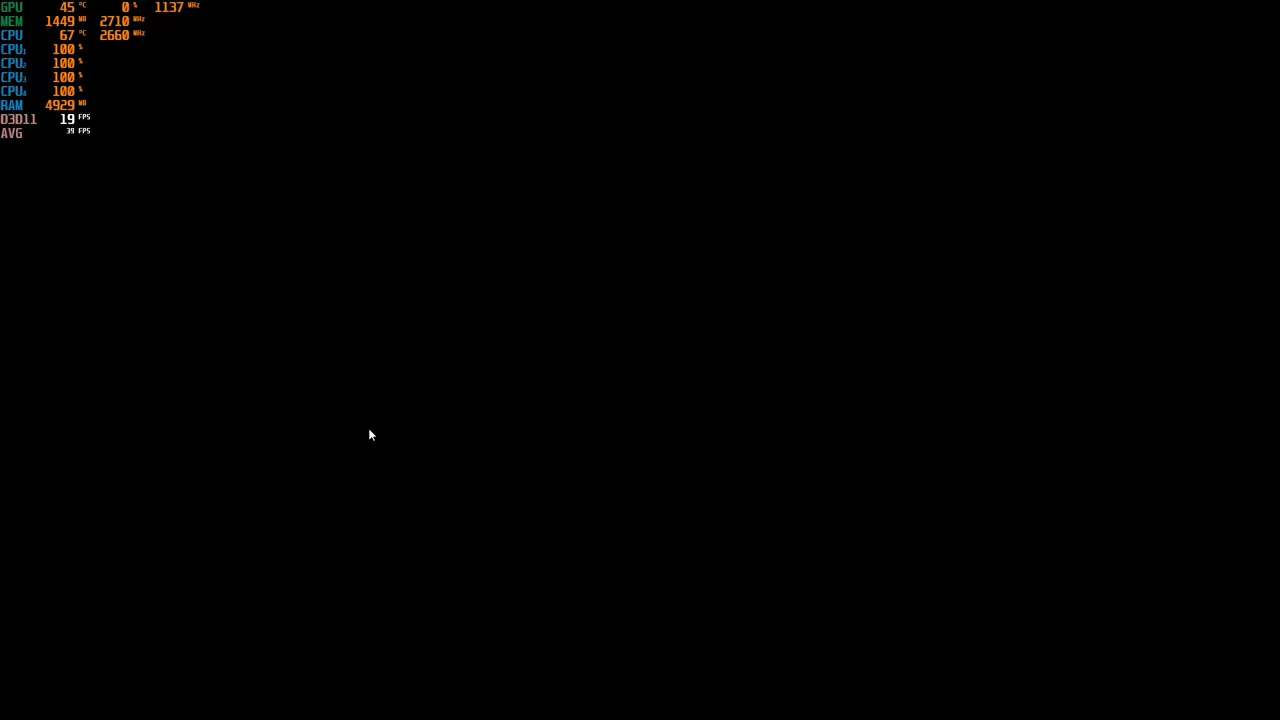 GPU 45 °C 0 % 1137 MHz
MEM 1449 MB 2710 MHz
CPU 67 °C 2660 MHz
CPU1 100 %
CPU2 100 %
CPU3 100 %
CPU4 100 %
RAM 4929 MB
D3D11 19 FPS
AVG 39 FPS